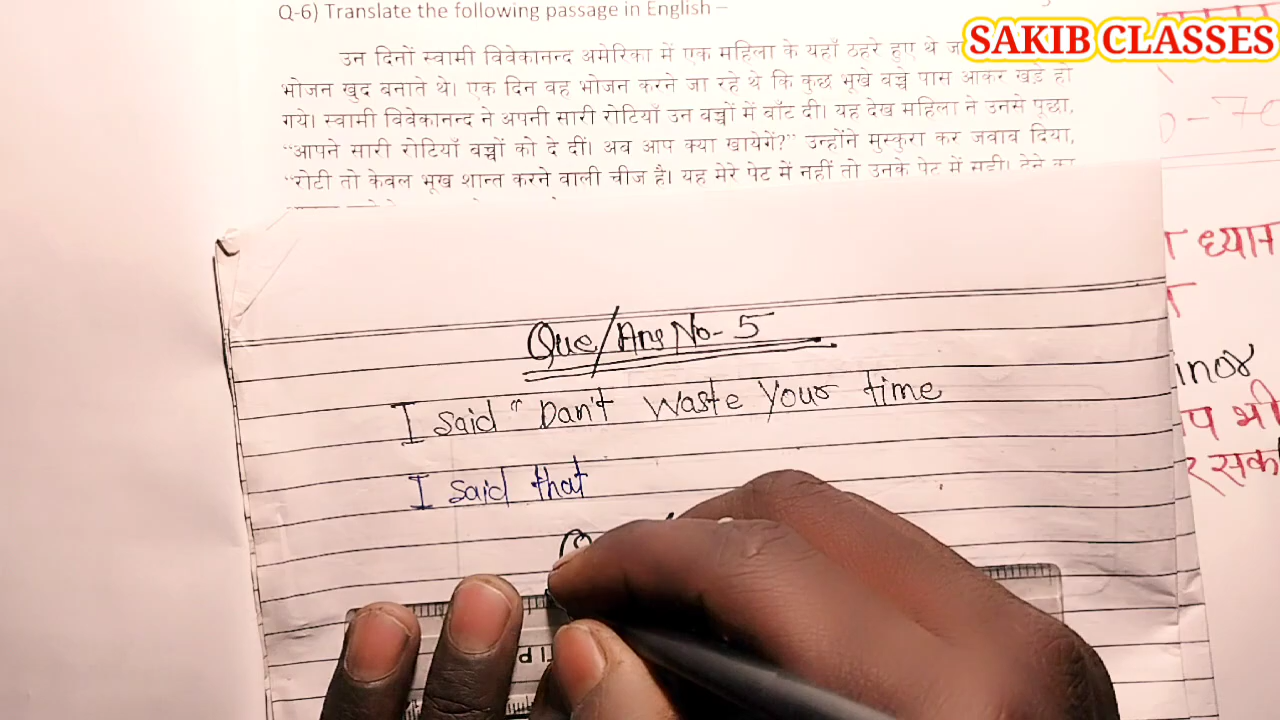 Q-6) Translate the following passage in English –
SAKIB CLASSES
उन दिनों स्वामी विवेकानन्द अमेरिका में एक महिला के यहाँ ठहरे हुए थे
भोजन खुद बनाते थे। एक दिन वह भोजन करने जा रहे थे कि कुछ भूखे बच्चे पास आकर खड़े हो
गये। स्वामी विवेकानन्द ने अपनी सारी रोटियाँ उन बच्चों में बाँट दी। यह देख महिला ने उनसे पूछा,
“आपने सारी रोटियाँ बच्चों को दे दीं। अब आप क्या खायेगें?” उन्होंने मुस्कुरा कर जवाब दिया,
“रोटी तो केवल भूख शान्त करने वाली चीज है। यह मेरे पेट में नहीं तो उनके पेट में सही। देने का
Que/Ans No- 5
I said " Dan't Waste Your time
I said that
ध्यान
भी